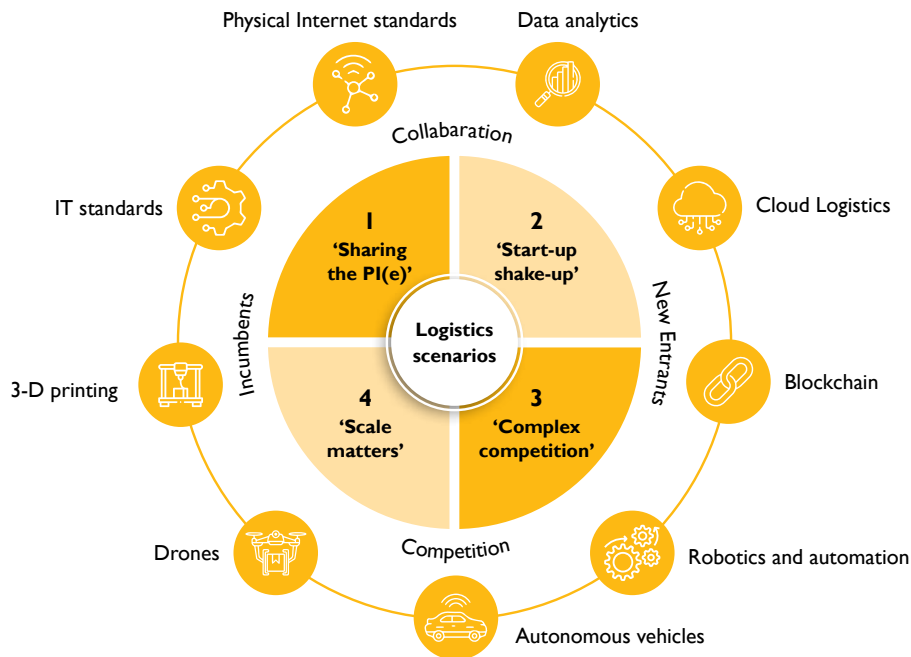 Physical Internet standards
Data analytics
Collabaration
IT standards
Cloud Logistics
1
‘Sharing
the PI(e)’
2
‘Start-up
shake-up’
Incumbents
New Entrants
Logistics
scenarios
3-D printing
Blockchain
4
‘Scale
matters’
3
‘Complex
competition’
Drones
Competition
Robotics and automation
Autonomous vehicles